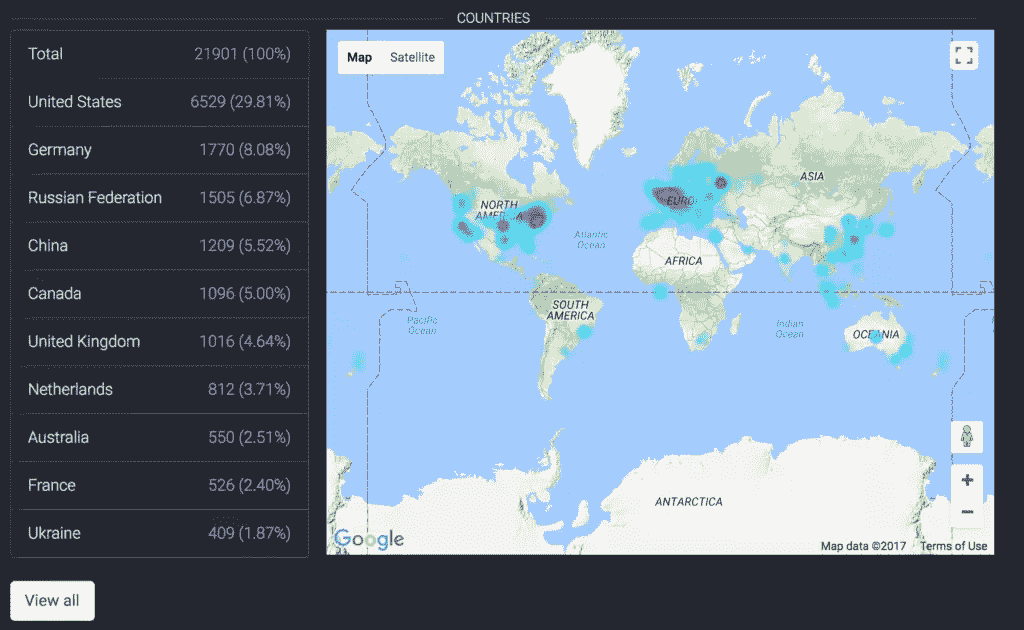 COUNTRIES
Total 21901 (100%)
United States 6529 (29.81%)
Germany 1770 (8.08%)
Russian Federation 1505 (6.87%)
China 1209 (5.52%)
Canada 1096 (5.00%)
United Kingdom 1016 (4.64%)
Netherlands 812 (3.71%)
Australia 550 (2.51%)
France 526 (2.40%)
Ukraine 409 (1.87%)
View all
Map Satellite
ASIA
NORTH
AMERICA
EUROPE
Atlantic
Ocean
AFRICA
SOUTH
AMERICA
Pacific
Ocean
Indian
Ocean
OCEANIA
ANTARCTICA
+
−
Google
Map data ©2017 Terms of Use